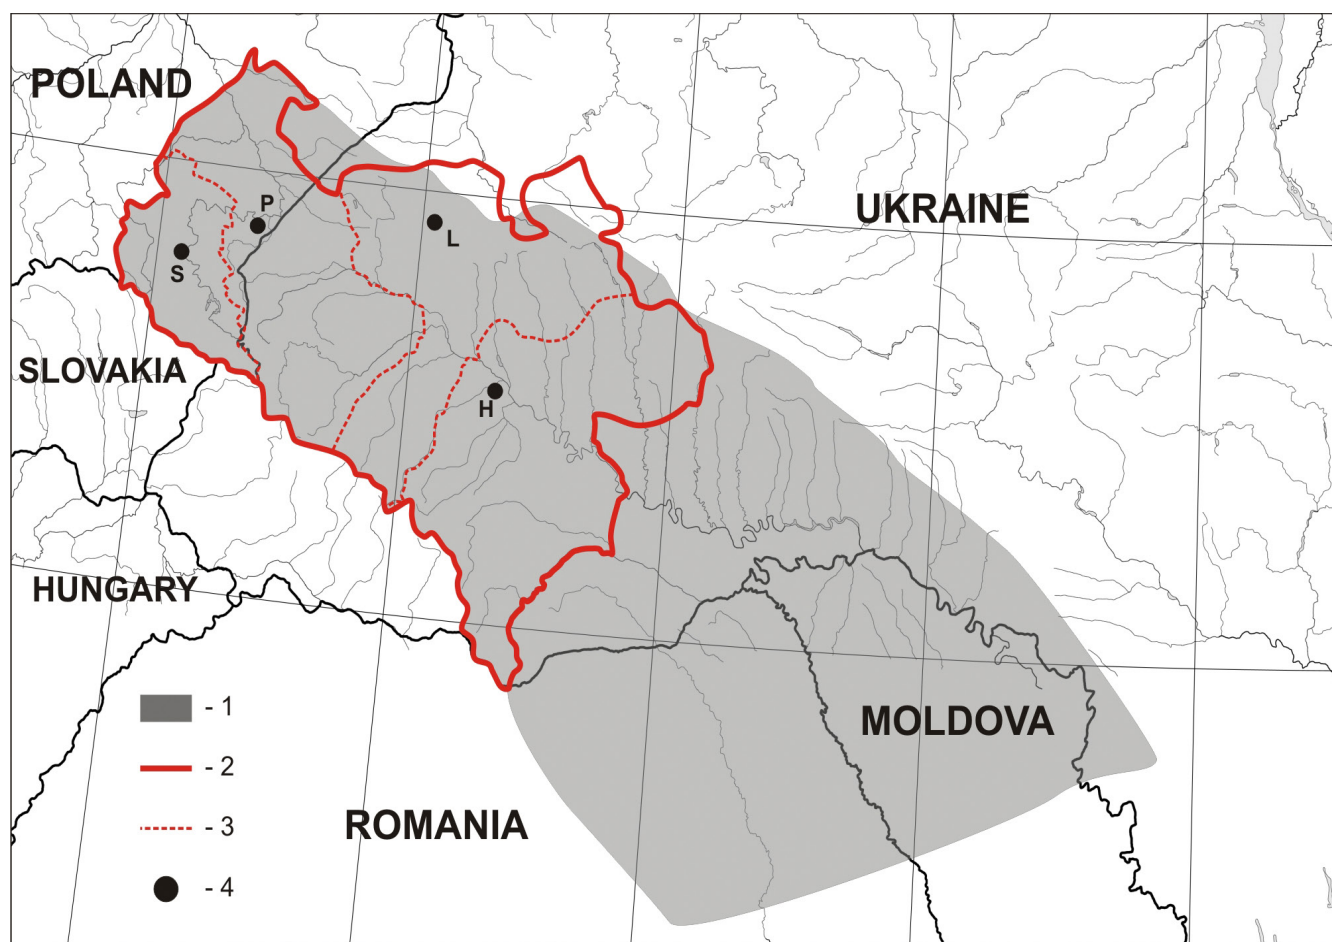 POLAND
UKRAINE
P
L
S
SLOVAKIA
H
HUNGARY
- 1
MOLDOVA
- 2
ROMANIA
- 3
- 4